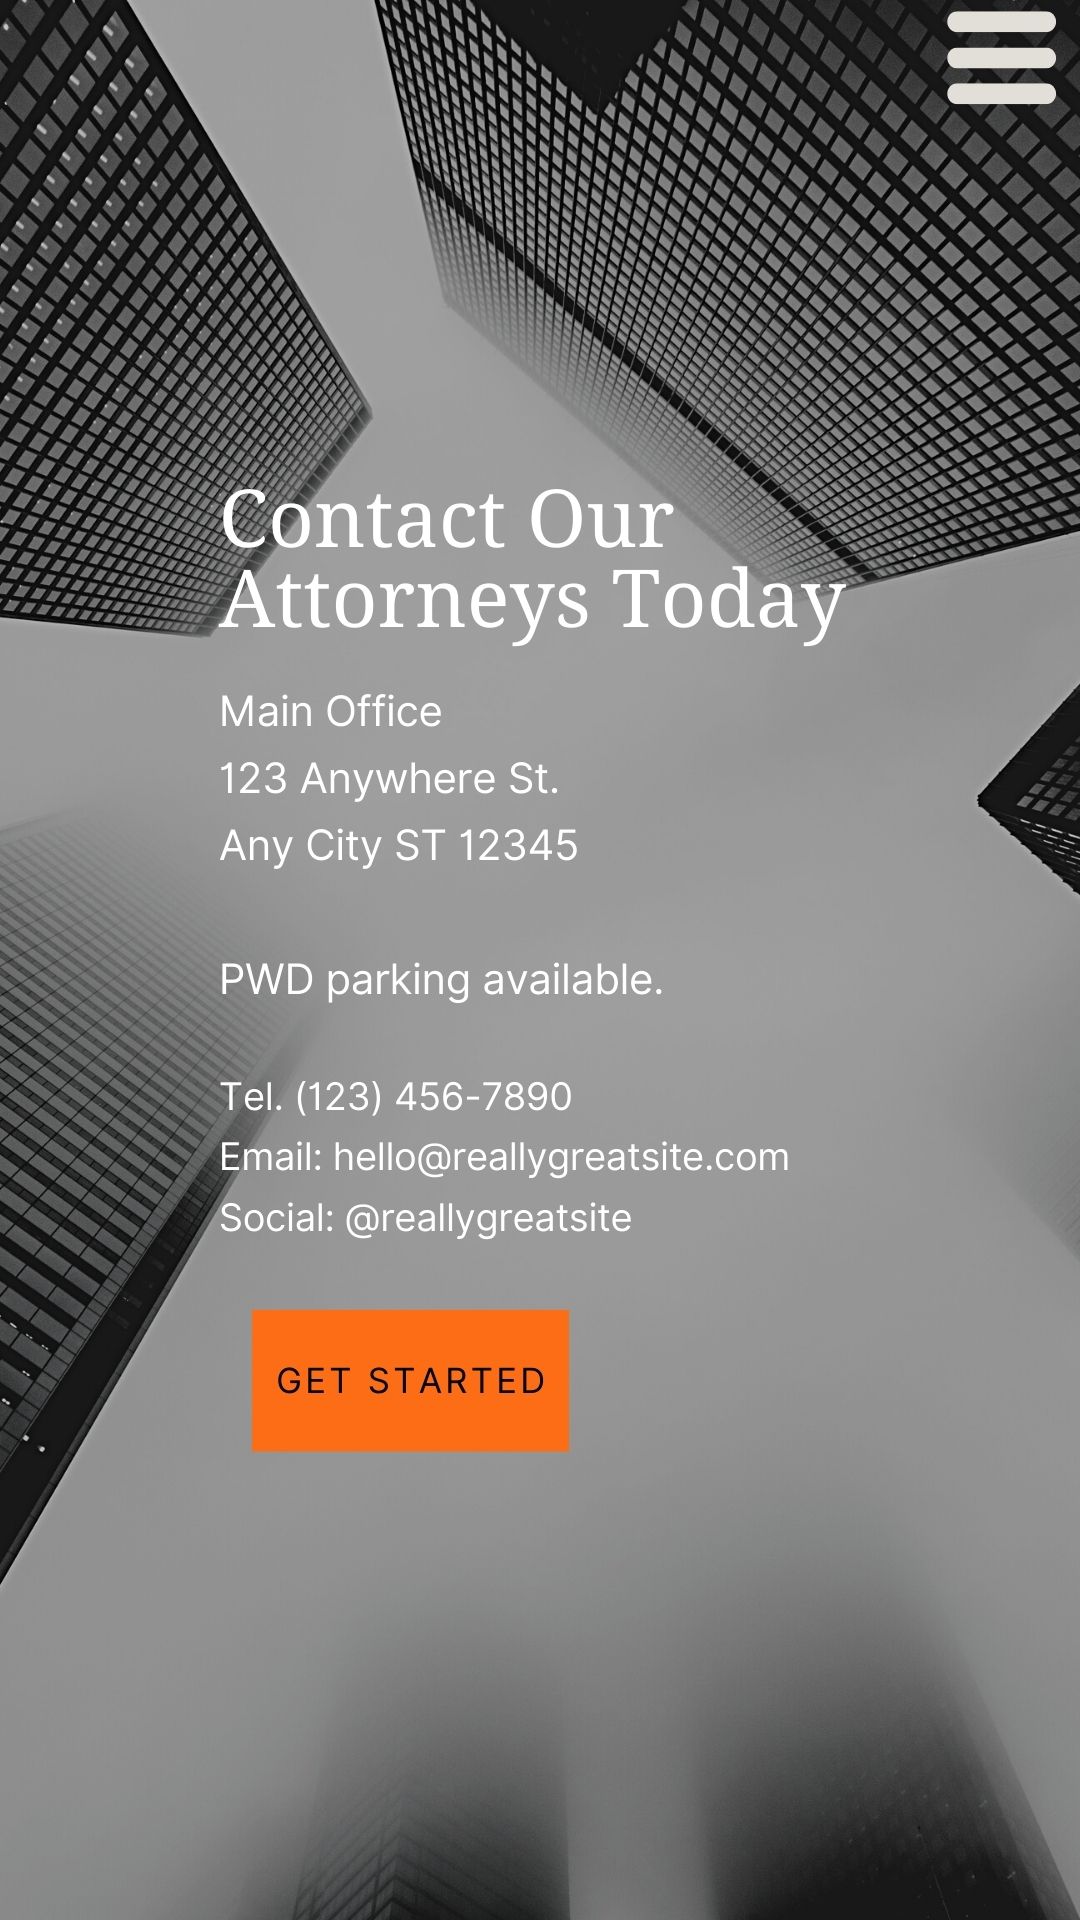 Contact Our
Attorneys Today
Main Office
123 Anywhere St.
Any City ST 12345
PWD parking available.
Tel. (123) 456-7890
Email: hello@reallygreatsite.com
Social: @reallygreatsite
GET STARTED